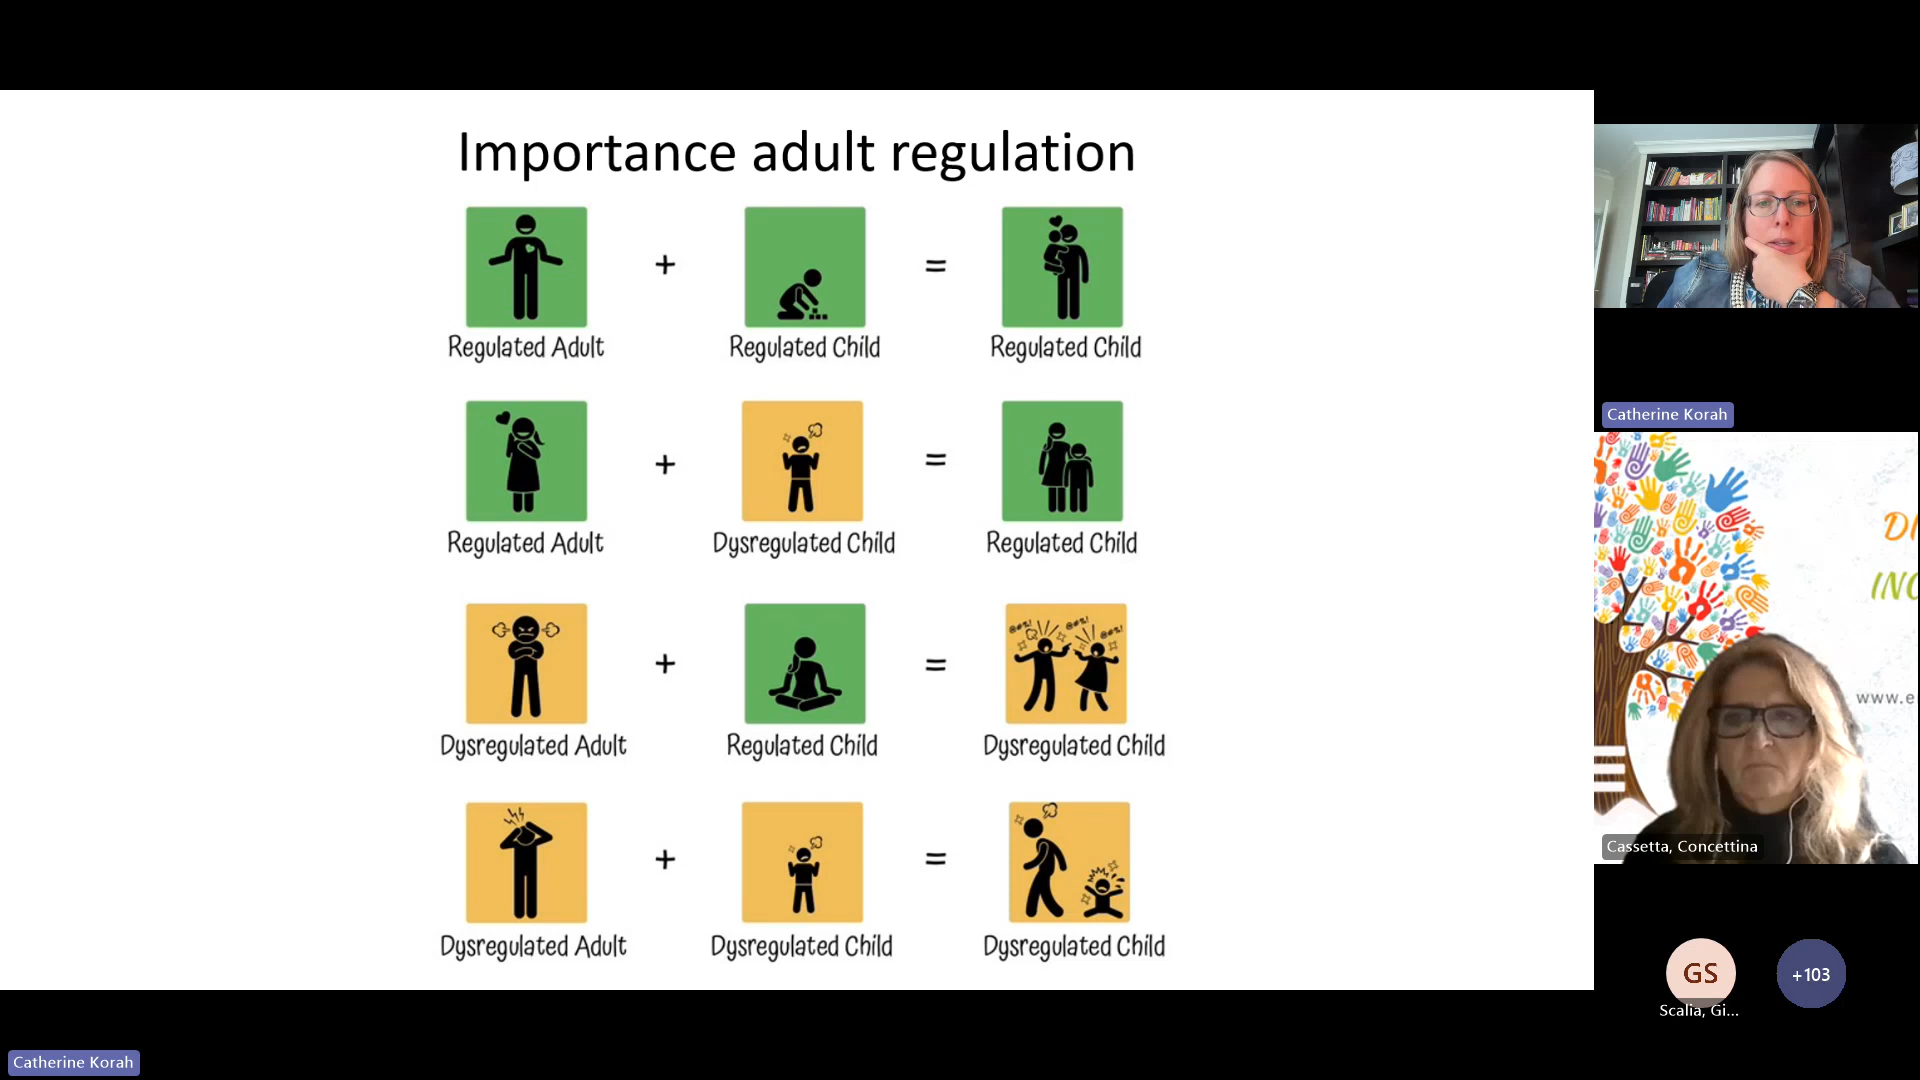 Importance adult regulation
+
=
Regulated Adult
Regulated Child
Regulated Child
+
=
Regulated Adult
Dysregulated Child
Regulated Child
@#%!
@#%!
@#%!
+
=
Dysregulated Adult
Regulated Child
Dysregulated Child
+
=
Dysregulated Adult
Dysregulated Child
Dysregulated Child
Catherine Korah
DI
INC
www.e
Cassetta, Concettina
GS
+103
Scalia, Gi...
Catherine Korah